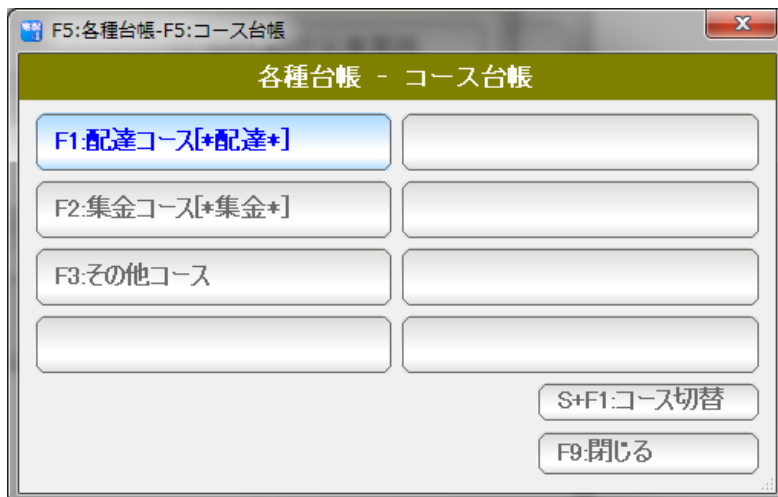 F5:各種台帳-F5:コース台帳
各種台帳 - コース台帳
F1:配達コース[*配達*]
F2:集金コース[*集金*]
F3:その他コース
S+F1:コース切替
F9:閉じる